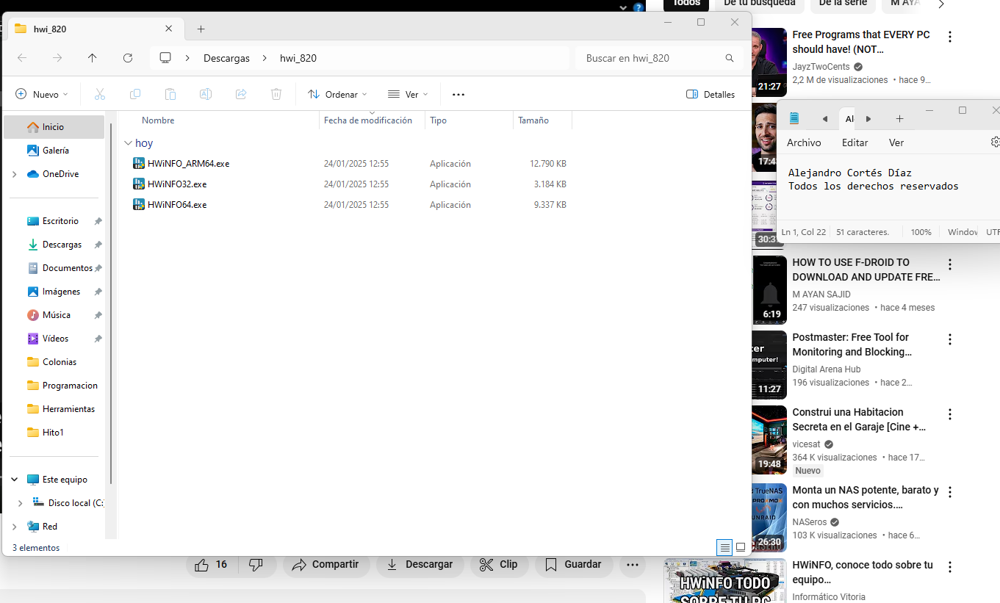 hwi_820
Descargas
hwi_820
Buscar en hwi_820
Nuevo
Ordenar
Ver
Detalles
Inicio
Galería
OneDrive
Escritorio
Descargas
Documentos
Imágenes
Música
Vídeos
Colonias
Programacion
Herramientas
Hito1
Este equipo
Disco local (C:
Red
3 elementos
Nombre Fecha de modificación Tipo Tamaño
hoy
HWiNFO_ARM64.exe 24/01/2025 12:55 Aplicación 12.790 KB
HWiNFO32.exe 24/01/2025 12:55 Aplicación 3.184 KB
HWiNFO64.exe 24/01/2025 12:55 Aplicación 9.337 KB
16
Compartir
Descargar
Clip
Guardar
Todos De tu búsqueda De la serie M AYA
21:27
Free Programs that EVERY PC
should have! (NOT…
JayzTwoCents
2,2 M de visualizaciones • hace 9…
17:4
30:3
Archivo Editar Ver
Alejandro Cortés Díaz
Todos los derechos reservados
Ln 1, Col 22 51 caracteres. 100% Window UTF
6:19
HOW TO USE F-DROID TO
DOWNLOAD AND UPDATE FRE…
M AYAN SAJID
247 visualizaciones • hace 4 meses
11:27
Postmaster: Free Tool for
Monitoring and Blocking…
Digital Arena Hub
196 visualizaciones • hace 2…
19:48
Construi una Habitacion
Secreta en el Garaje [Cine +…
vicesat
364 K visualizaciones • hace 17…
Nuevo
TrueNAS
PROXMOX
UNRAID
26:30
Monta un NAS potente, barato y
con muchos servicios.…
NASeros
103 K visualizaciones • hace 6…
HWiNFO TODO
SOBRE TU PC
HWiNFO, conoce todo sobre tu
equipo…
Informático Vitoria